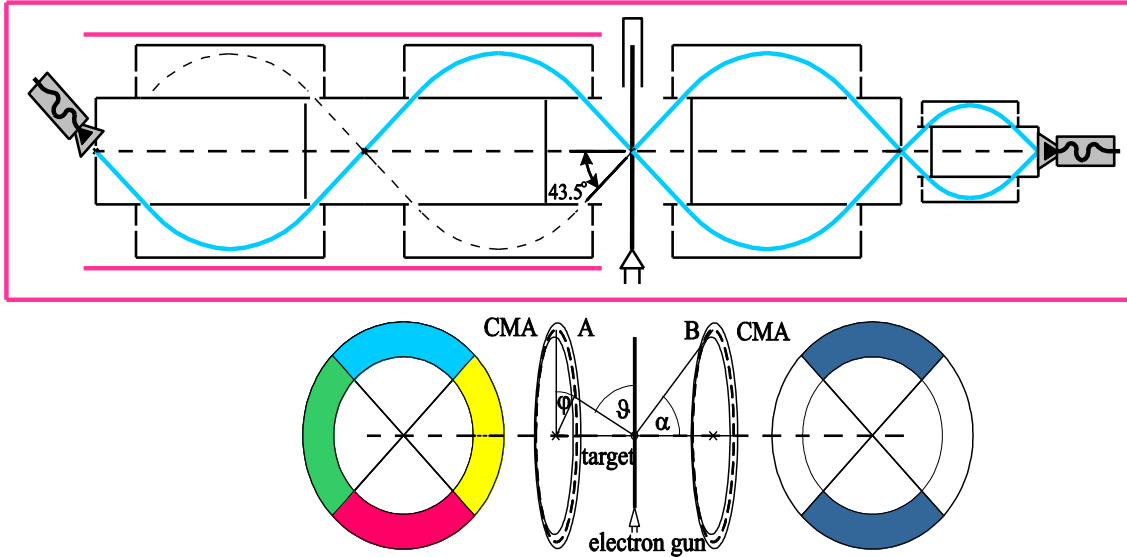 43.5°
CMA A B CMA
φ ϑ α
target
electron gun